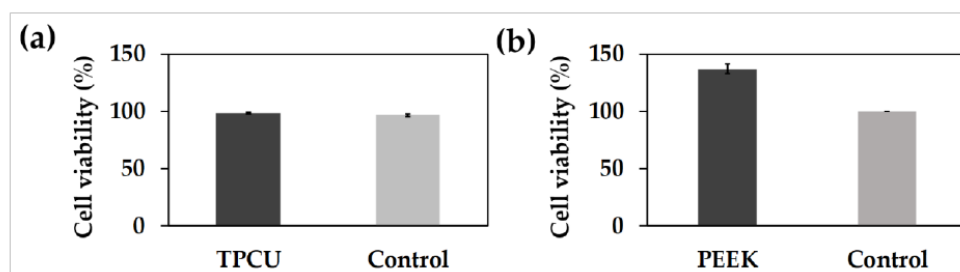 (a)
Cell viability (%)
150
100
50
0
TPCU Control
(b)
Cell viability (%)
150
100
50
0
PEEK Control